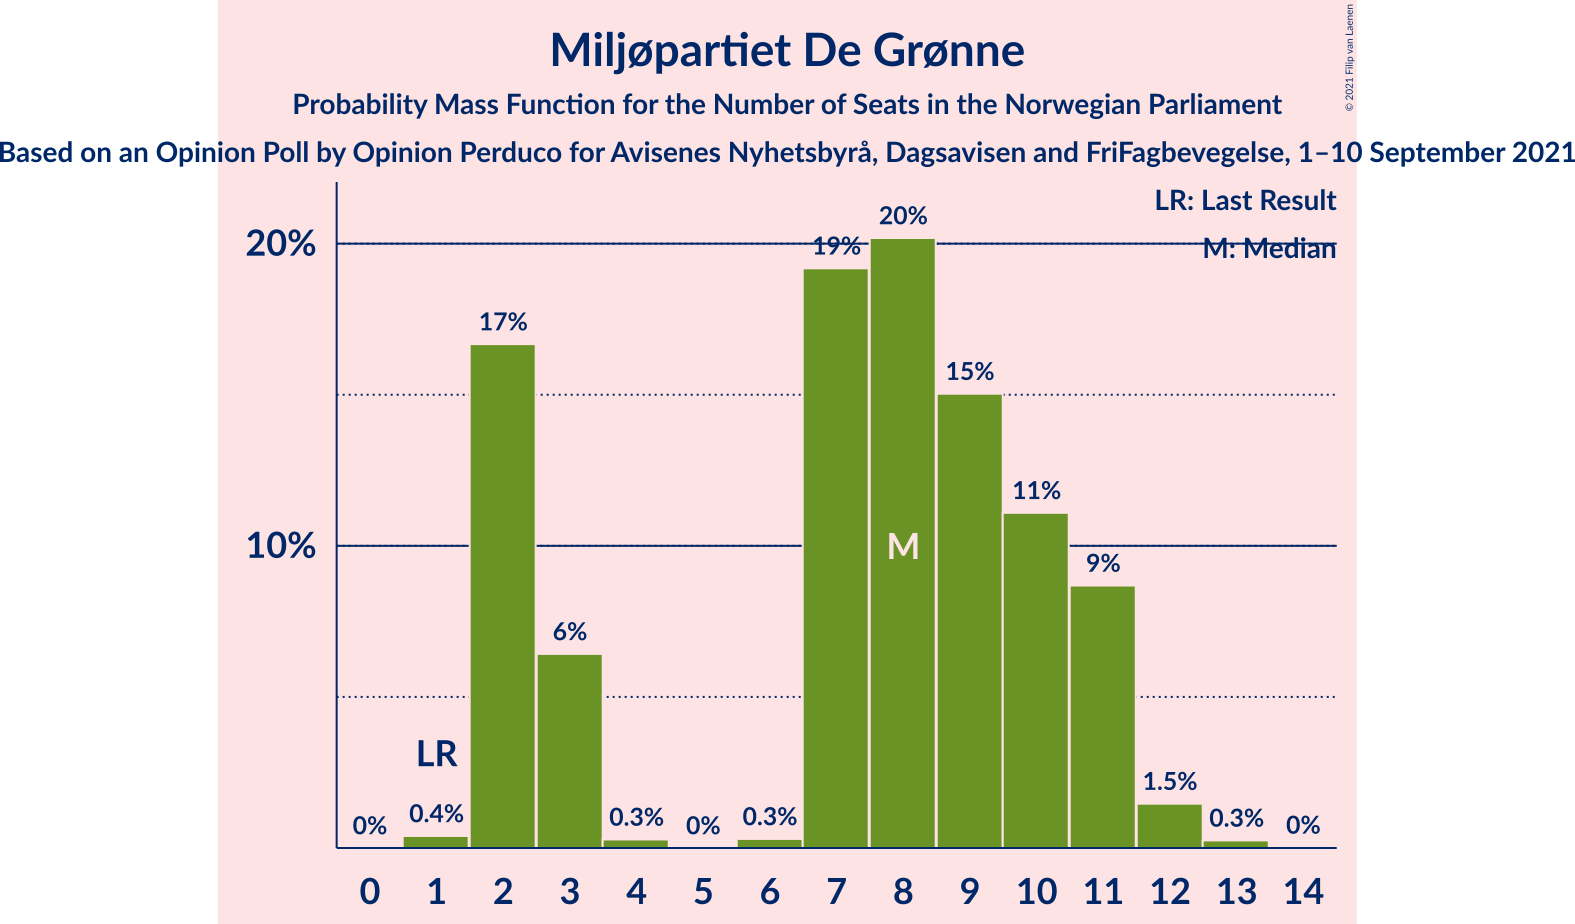 Miljøpartiet De Grønne
Probability Mass Function for the Number of Seats in the Norwegian Parliament
Based on an Opinion Poll by Opinion Perduco for Avisenes Nyhetsbyrå, Dagsavisen and FriFagbevegelse, 1–10 September 2021
© 2021 Filip van Laenen
LR: Last Result
M: Median
20%
10%
0%
0.4%
LR
17%
6%
0.3%
0%
0.3%
19%
20%
M
15%
11%
9%
1.5%
0.3%
0%
0 1 2 3 4 5 6 7 8 9 10 11 12 13 14